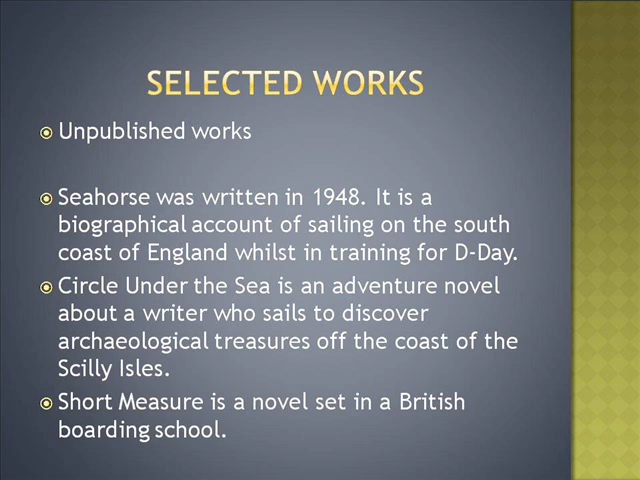 SELECTED WORKS
Unpublished works
Seahorse was written in 1948. It is a
biographical account of sailing on the south
coast of England whilst in training for D-Day.
Circle Under the Sea is an adventure novel
about a writer who sails to discover
archaeological treasures off the coast of the
Scilly Isles.
Short Measure is a novel set in a British
boarding school.